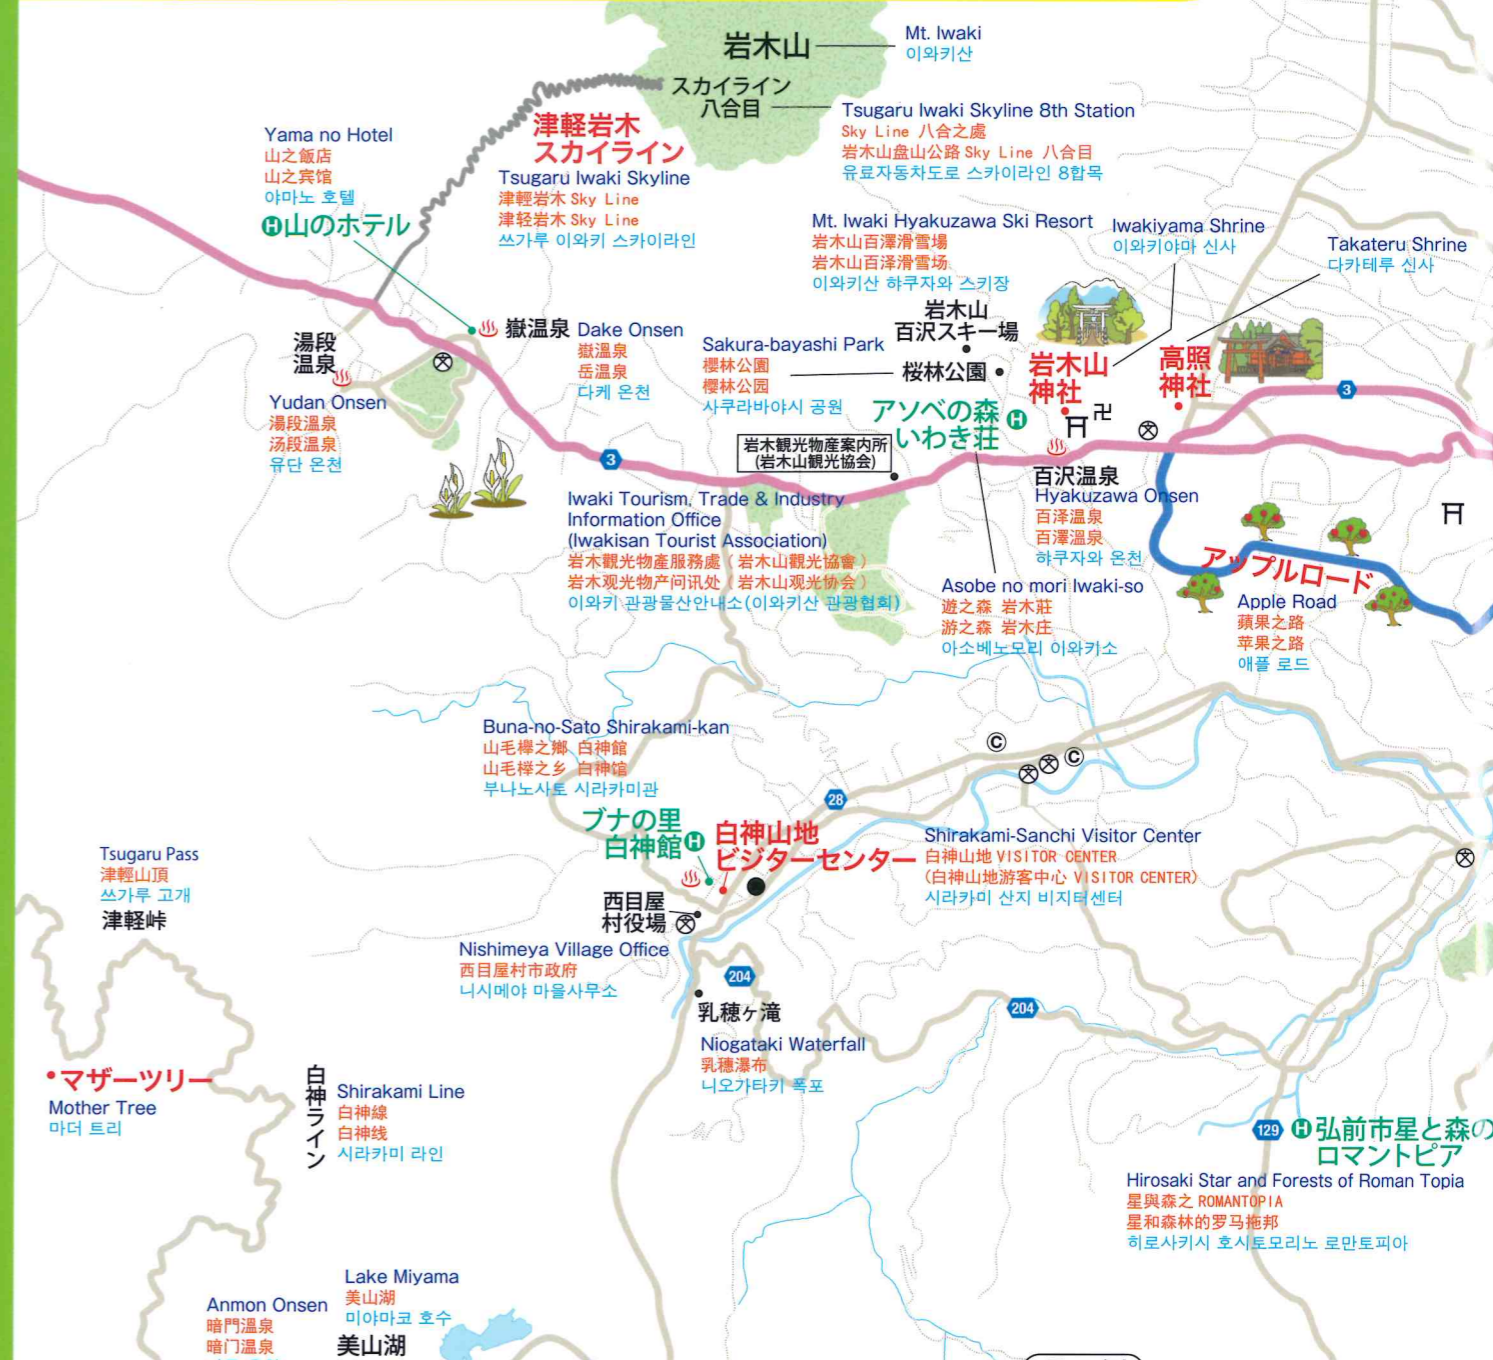 岩木山
Mt. Iwaki
이와키산
スカイライン
八合目
Tsugaru Iwaki Skyline 8th Station
Sky Line 八合之處
岩木山盘山公路 Sky Line 八合目
유료자동차도로 스카이라인 8합목
Yama no Hotel
山之飯店
山之宾馆
야마노 호텔
H山のホテル
津軽岩木
スカイライン
Tsugaru Iwaki Skyline
津輕岩木 Sky Line
津轻岩木 Sky Line
쓰가루 이와키 스카이라인
Mt. Iwaki Hyakuzawa Ski Resort
岩木山百澤滑雪場
岩木山百泽滑雪场
이와키산 하쿠자와 스키장
岩木山
百沢スキー場
Iwakiyama Shrine
이와키야마 신사
Takateru Shrine
다카테루 신사
湯段
温泉
Yudan Onsen
湯段溫泉
汤段温泉
유단 온천
嶽温泉
Dake Onsen
嶽溫泉
岳温泉
다케 온천
Sakura-bayashi Park
櫻林公園
樱林公园
사쿠라바야시 공원
桜林公園
岩木山
神社
高照
神社
3
アソベの森
いわき荘
H
卍
岩木観光物産案内所
(岩木山観光協会)
3
百沢温泉
Hyakuzawa Onsen
百泽温泉
百澤溫泉
하쿠자와 온천
Iwaki Tourism, Trade & Industry
Information Office
(Iwakisan Tourist Association)
岩木觀光物產服務處（岩木山觀光協會）
岩木观光物产问讯处（岩木山观光协会）
이와키 관광물산안내소(이와키산 관광협회)
Asobe no mori Iwaki-so
遊之森 岩木莊
游之森 岩木庄
아소베노모리 이와키소
アップルロード
Apple Road
蘋果之路
苹果之路
애플 로드
Buna-no-Sato Shirakami-kan
山毛櫸之鄉 白神館
山毛榉之乡 白神馆
부나노사토 시라카미관
ブナの里
白神館
H
C
C
28
白神山地
ビジターセンター
Shirakami-Sanchi Visitor Center
白神山地 VISITOR CENTER
(白神山地游客中心 VISITOR CENTER)
시라카미 산지 비지터센터
Tsugaru Pass
津輕山頂
쓰가루 고개
津軽峠
西目屋
村役場
Nishimeya Village Office
西目屋村市政府
니시메야 마을사무소
204
204
乳穂ヶ滝
Niogataki Waterfall
乳穗瀑布
니오가타키 폭포
マザーツリー
Mother Tree
마더 트리
白神ライン
Shirakami Line
白神線
白神线
시라카미 라인
129
H弘前市星と森の
ロマントピア
Hirosaki Star and Forests of Roman Topia
星與森之 ROMANTOPIA
星和森林的罗马拖邦
히로사키시 호시토모리노 로만토피아
Lake Miyama
美山湖
미야마코 호수
美山湖
Anmon Onsen
暗門溫泉
暗门温泉